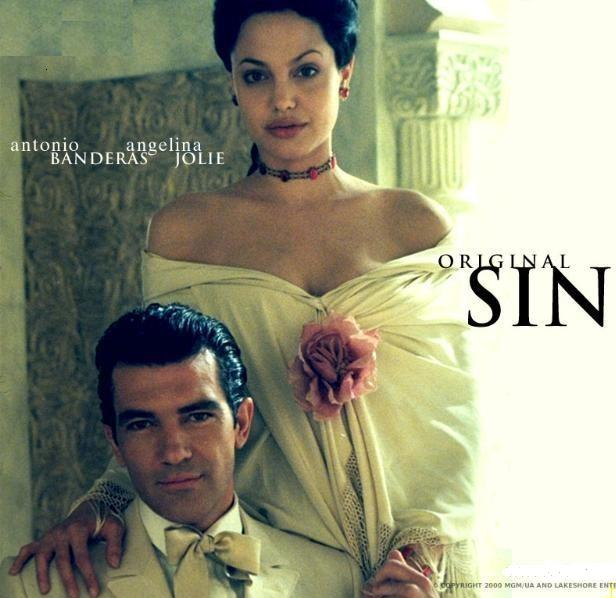 antonio angelina
BANDERAS JOLIE
ORIGINAL
SIN
COPYRIGHT 2000 MGM/UA AND LAKESHORE ENTE